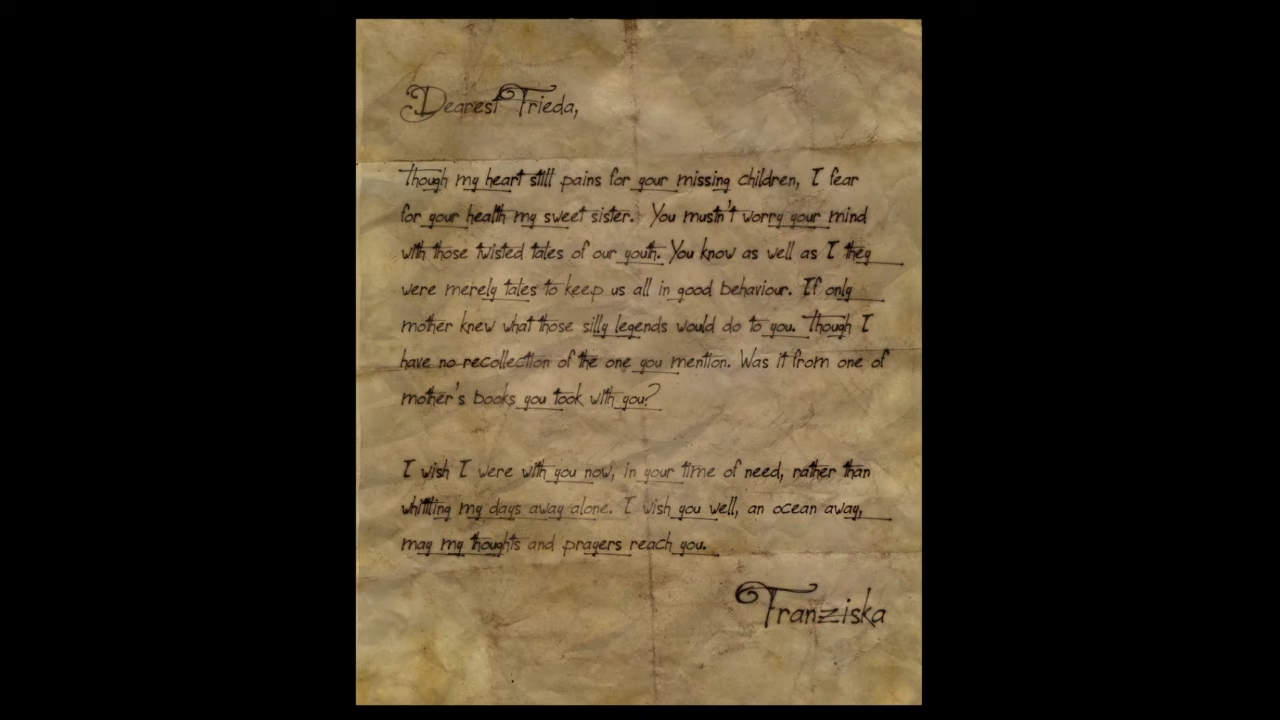 Dearest Frieda,
Though my heart still pains for your missing children, I fear
for your health my sweet sister. You mustn't worry your mind
with those twisted tales of our youth. You know as well as I they
were merely tales to keep us all in good behaviour. If only
mother knew what those silly legends would do to you. Though I
have no recollection of the one you mention. Was it from one of
mother's books you took with you?
I wish I were with you now, in your time of need, rather than
whittling my days away alone. I wish you well, an ocean away,
may my thoughts and prayers reach you.
Franziska